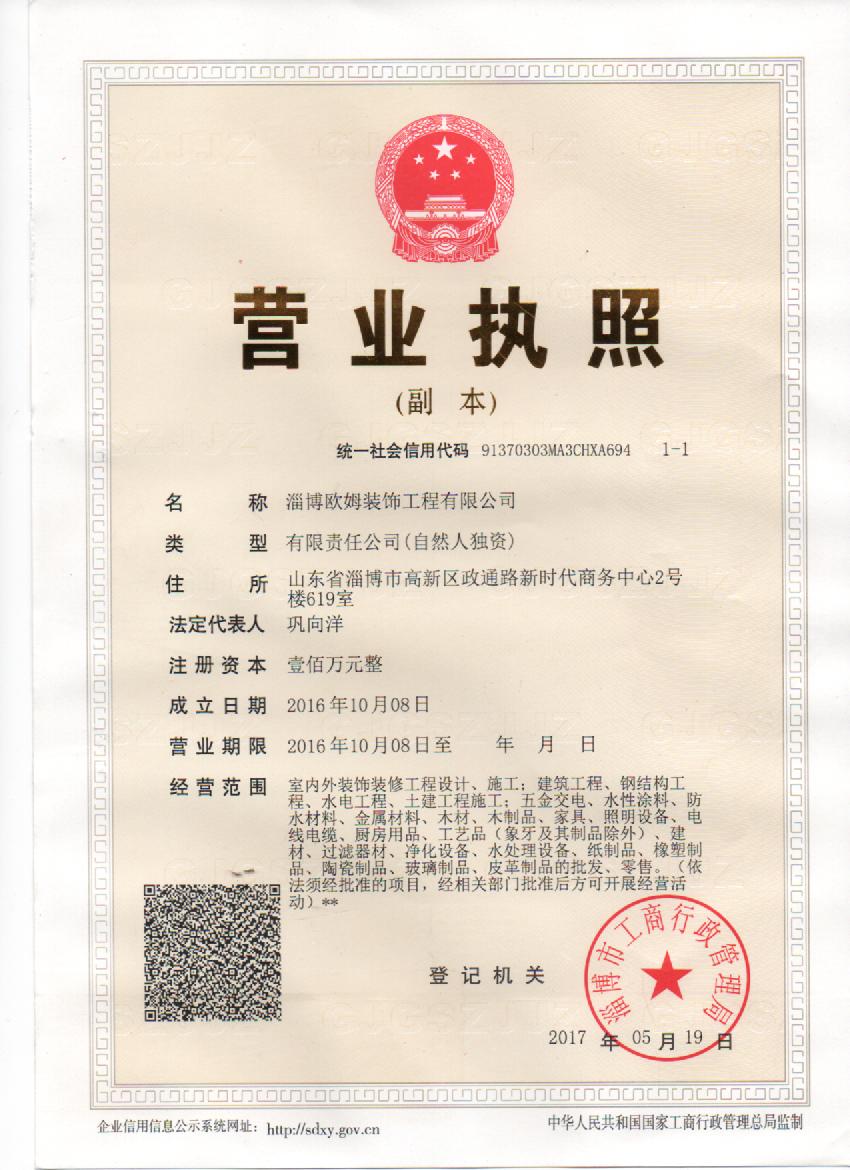 营业执照
(副 本)
统一社会信用代码 91370303MA3CHXA694 1-1
名 称 淄博欧姆装饰工程有限公司
类 型 有限责任公司(自然人独资)
住 所 山东省淄博市高新区政通路新时代商务中心2号
楼619室
法定代表人 巩向洋
注册资本 壹佰万元整
成立日期 2016年10月08日
营业期限 2016年10月08日至 年 月 日
经营范围 室内外装饰装修工程设计、施工；建筑工程、钢结构工
程、水电工程、土建工程施工；五金交电、水性涂料、防
水材料、金属材料、木材、木制品、家具、照明设备、电
线电缆、厨房用品、工艺品（象牙及其制品除外）、建
材、过滤器材、净化设备、水处理设备、纸制品、橡塑制
品、陶瓷制品、玻璃制品、皮革制品的批发、零售。（依
法须经批准的项目，经相关部门批准后方可开展经营活
动）**
登记机关
淄博市工商行政管理局
2017 年 05 月 19 日
企业信用信息公示系统网址： http://sdxy.gov.cn
中华人民共和国国家工商行政管理总局监制